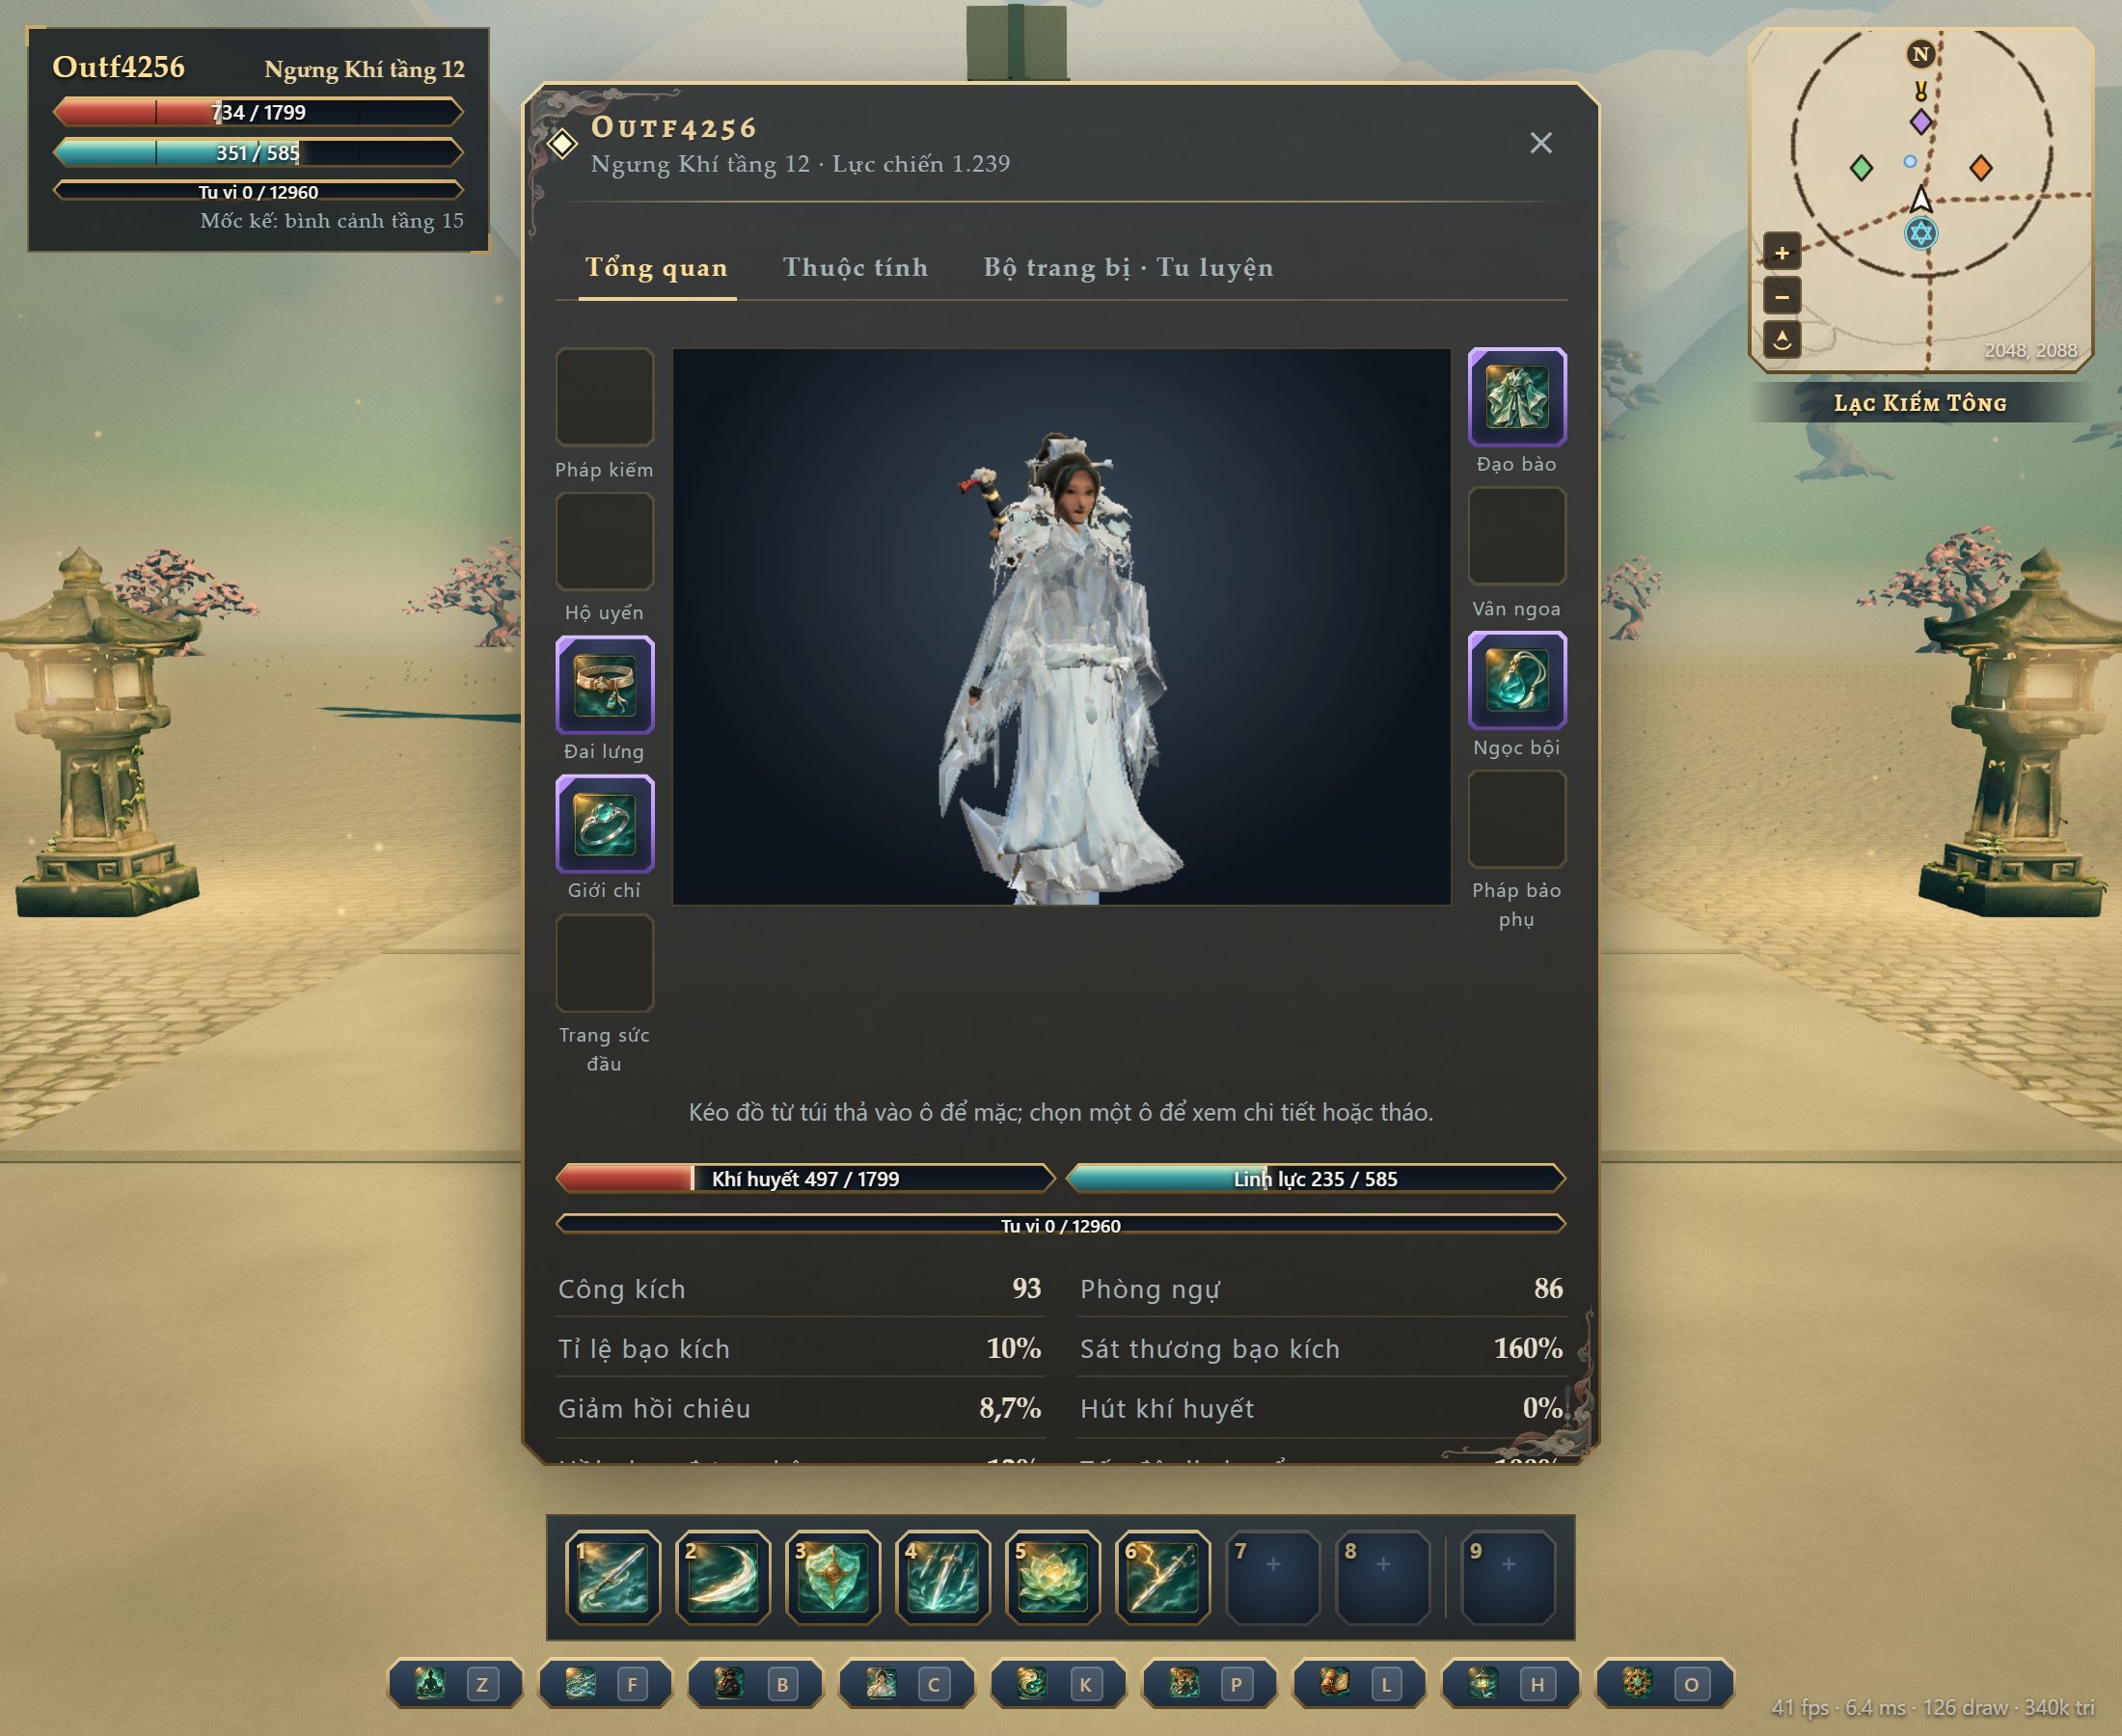 Outf4256
Ngưng Khí tầng 12
734 / 1799
351 / 585
Tu vi 0 / 12960
Mốc kế: bình cảnh tầng 15
OUTF4256
Ngưng Khí tầng 12 · Lực chiến 1.239
Tổng quan
Thuộc tính
Bộ trang bị · Tu luyện
Pháp kiếm
Hộ uyển
Đai lưng
Giới chỉ
Trang sức
đầu
Đạo bào
Vân ngoa
Ngọc bội
Pháp bảo
phụ
Kéo đồ từ túi thả vào ô để mặc; chọn một ô để xem chi tiết hoặc tháo.
Khí huyết 497 / 1799
Linh lực 235 / 585
Tu vi 0 / 12960
Công kích 93
Phòng ngự 86
Tỉ lệ bạo kích 10%
Sát thương bạo kích 160%
Giảm hồi chiêu 8,7%
Hút khí huyết 0%
N
+
−
2048, 2088
LẠC KIẾM TÔNG
1 2 3 4 5 6 7 8 9
Z F B C K P L H O
41 fps · 6.4 ms · 126 draw · 340k tri